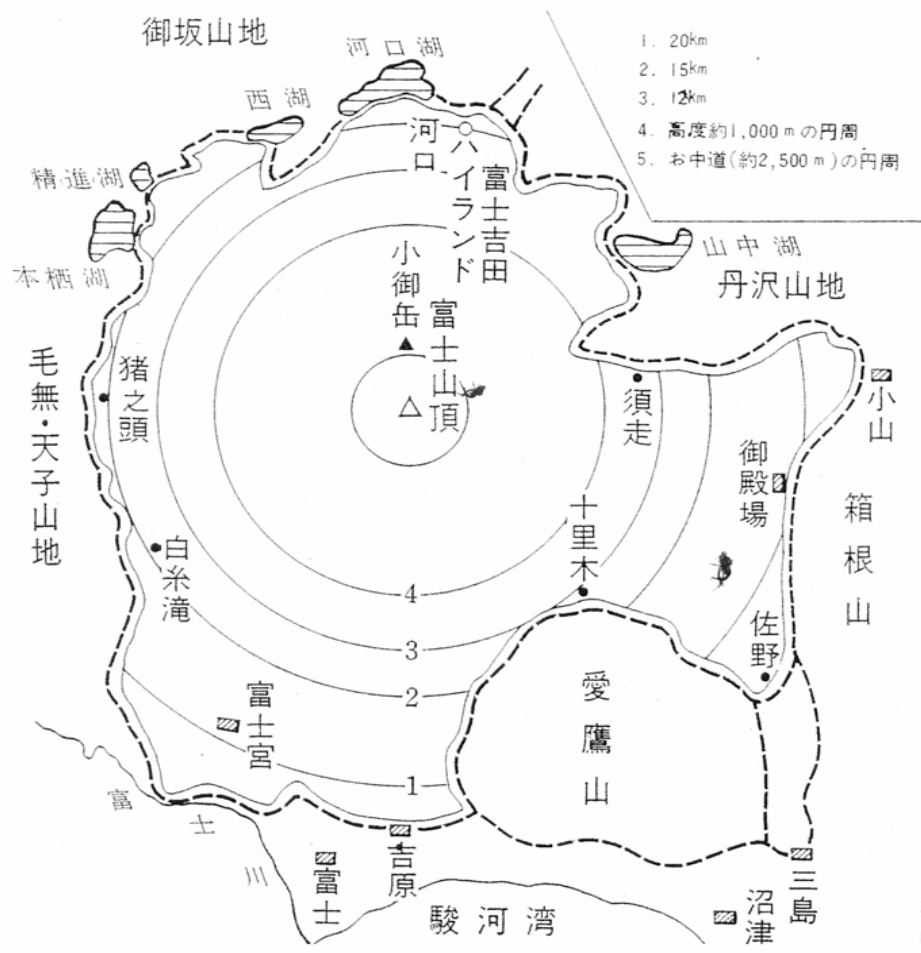 御坂山地
河口湖
西湖
精進湖
本栖湖
1. 20km
2. 15km
3. 12km
4. 高度約1,000mの円周
5. お中道(約2,500m)の円周
河口
ハイランド
富士吉田
山中湖
丹沢山地
小御岳
富士山頂
毛無・天子山地
猪之頭
須走
小山
御殿場
箱根山
白糸滝
十里木
佐野
4
3
2
1
富士宮
愛鷹山
富士川
吉原
富士
三島
沼津
駿河湾